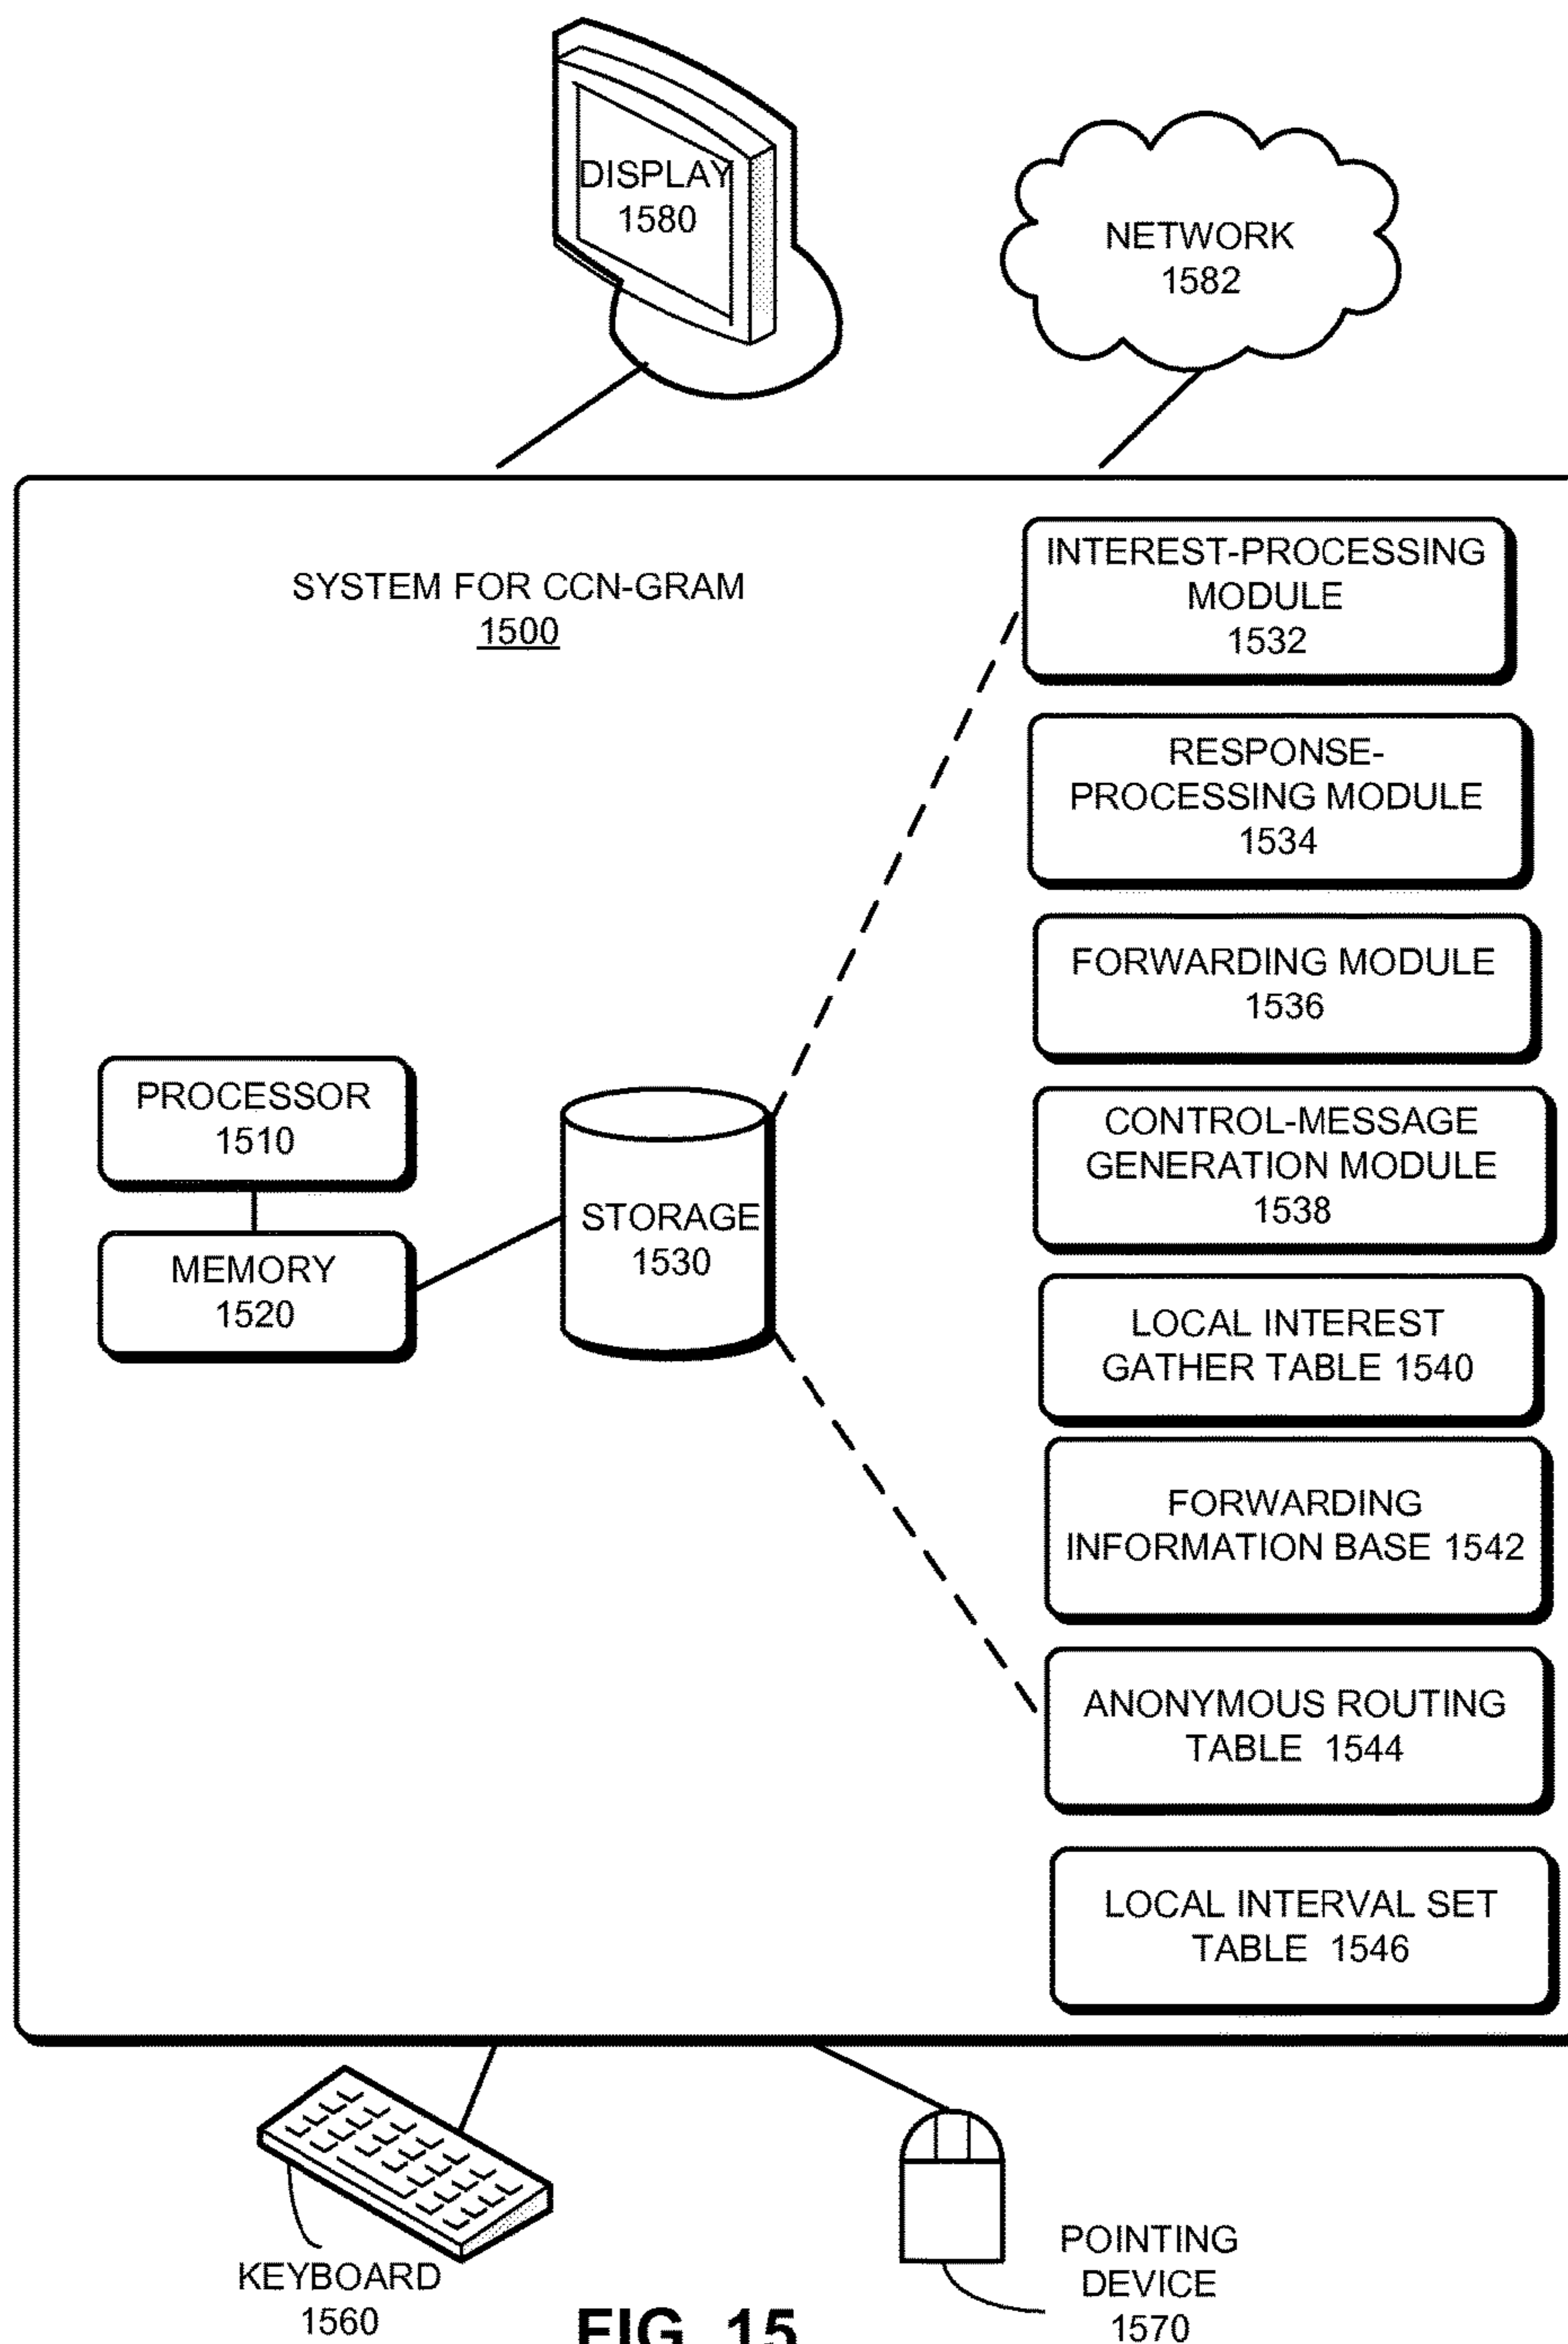 DISPLAY
1580
NETWORK
1582
SYSTEM FOR CCN-GRAM
1500
INTEREST-PROCESSING
MODULE
1532
RESPONSE-
PROCESSING MODULE
1534
FORWARDING MODULE
1536
CONTROL-MESSAGE
GENERATION MODULE
1538
PROCESSOR
1510
MEMORY
1520
STORAGE
1530
LOCAL INTEREST
GATHER TABLE 1540
FORWARDING
INFORMATION BASE 1542
ANONYMOUS ROUTING
TABLE 1544
LOCAL INTERVAL SET
TABLE 1546
KEYBOARD
1560
POINTING
DEVICE
1570
FIG. 15